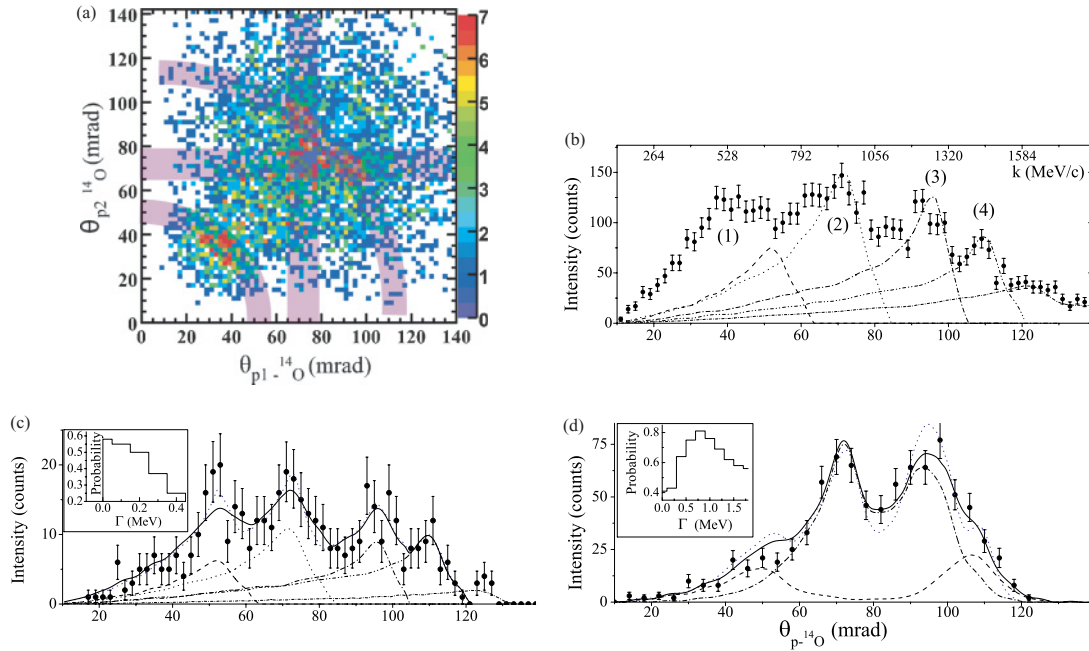 (a)
140
120
100
80
60
40
20
0
θp2 - 14O (mrad)
0 20 40 60 80 100 120 140
θp1 - 14O (mrad)
7
6
5
4
3
2
1
0
(b)
264 528 792 1056 1320 1584
k (MeV/c)
150
100
50
0
Intensity (counts)
(1)
(2)
(3)
(4)
20 40 60 80 100 120
(c)
20
10
0
Intensity (counts)
0.6
0.5
0.4
0.3
0.2
Probability
0.0 0.2 0.4
Γ (MeV)
20 40 60 80 100 120
(d)
75
50
25
0
Intensity (counts)
0.8
0.6
0.4
Probability
0.0 0.5 1.0 1.5
Γ (MeV)
20 40 60 80 100 120
θp-14O (mrad)